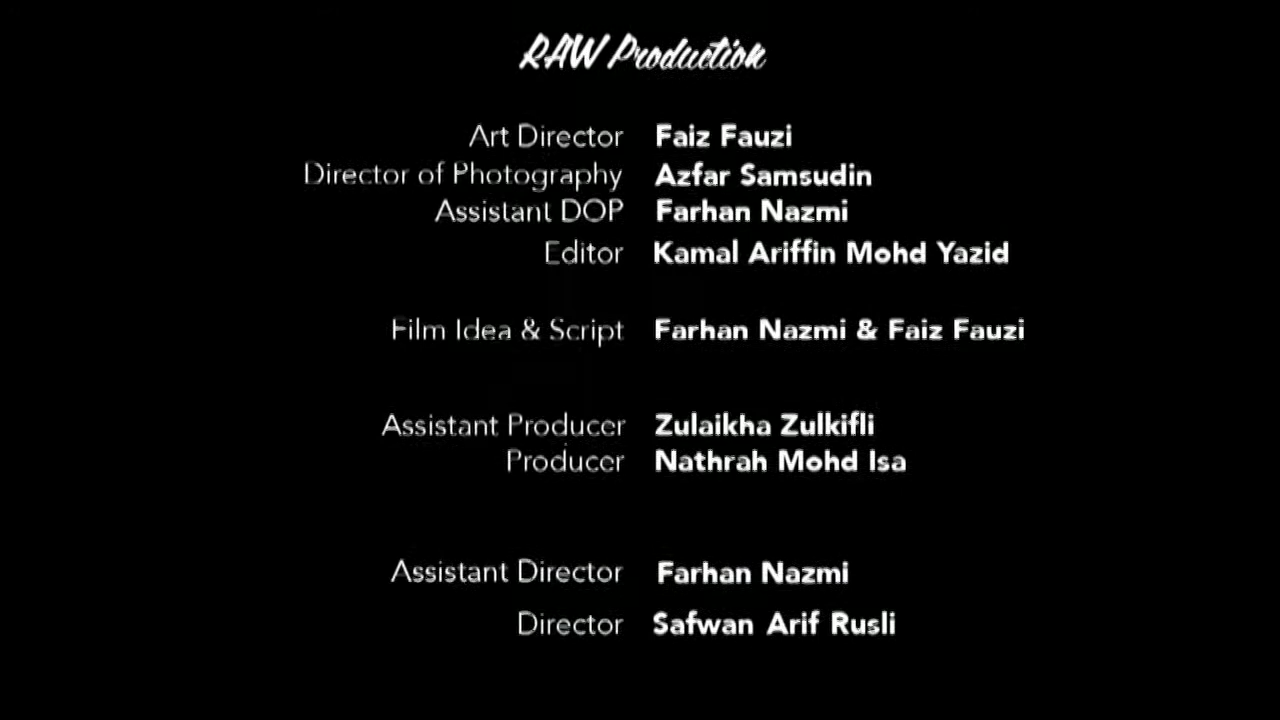 RAW Production
Art Director Faiz Fauzi
Director of Photography Azfar Samsudin
Assistant DOP Farhan Nazmi
Editor Kamal Ariffin Mohd Yazid
Film Idea & Script Farhan Nazmi & Faiz Fauzi
Assistant Producer Zulaikha Zulkifli
Producer Nathrah Mohd Isa
Assistant Director Farhan Nazmi
Director Safwan Arif Rusli